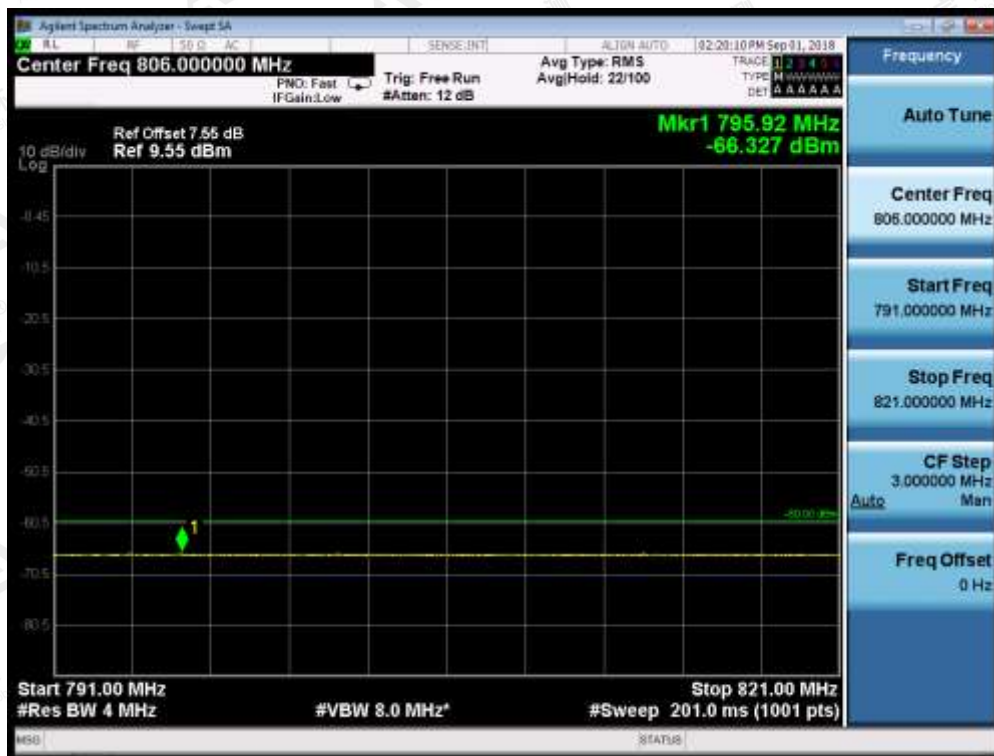 Agilent Spectrum Analyzer - Swept SA
RL RF 50 Ω AC SENSE:INT ALIGN AUTO 02:20:10 PM Sep 01, 2018
Center Freq 806.000000 MHz
PNO: Fast
IFGain:Low
Trig: Free Run
#Atten: 12 dB
Avg Type: RMS
Avg|Hold: 22/100
TRACE 1 2 3 4 5 6
TYPE M WWWWW
DET A A A A A A
Frequency
Auto Tune
Mkr1 795.92 MHz
-66.327 dBm
Ref Offset 7.55 dB
10 dB/div Ref 9.55 dBm
Log
-0.45
-10.5
-20.5
-30.5
-40.5
-50.5
-60.5
-70.5
-80.5
1
-60.00 dBm
Center Freq
806.000000 MHz
Start Freq
791.000000 MHz
Stop Freq
821.000000 MHz
CF Step
3.000000 MHz
Auto Man
Freq Offset
0 Hz
Start 791.00 MHz Stop 821.00 MHz
#Res BW 4 MHz #VBW 8.0 MHz* #Sweep 201.0 ms (1001 pts)
MSG STATUS